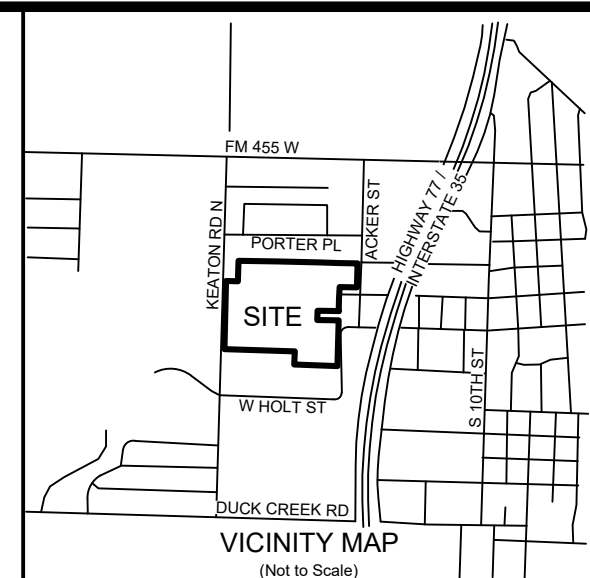 FM 455 W
KEATON RD N
PORTER PL
ACKER ST
HIGHWAY 77 /
INTERSTATE 35
SITE
W HOLT ST
S 10TH ST
DUCK CREEK RD
VICINITY MAP
(Not to Scale)